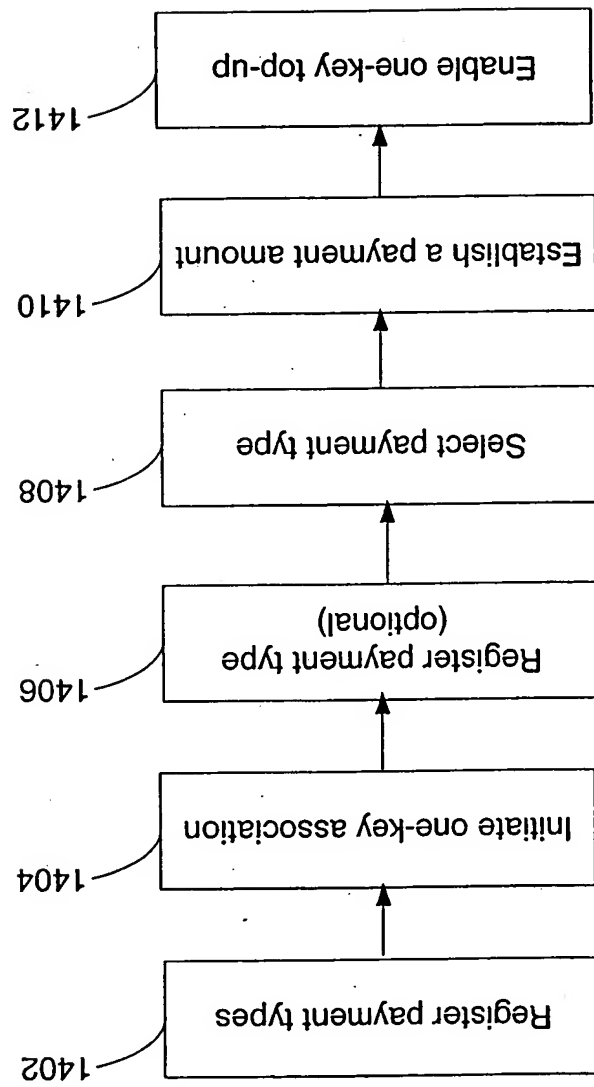 1402
Register payment types
1404
Initiate one-key association
1406
Register payment type
(optional)
1408
Select payment type
1410
Establish a payment amount
1412
Enable one-key top-up